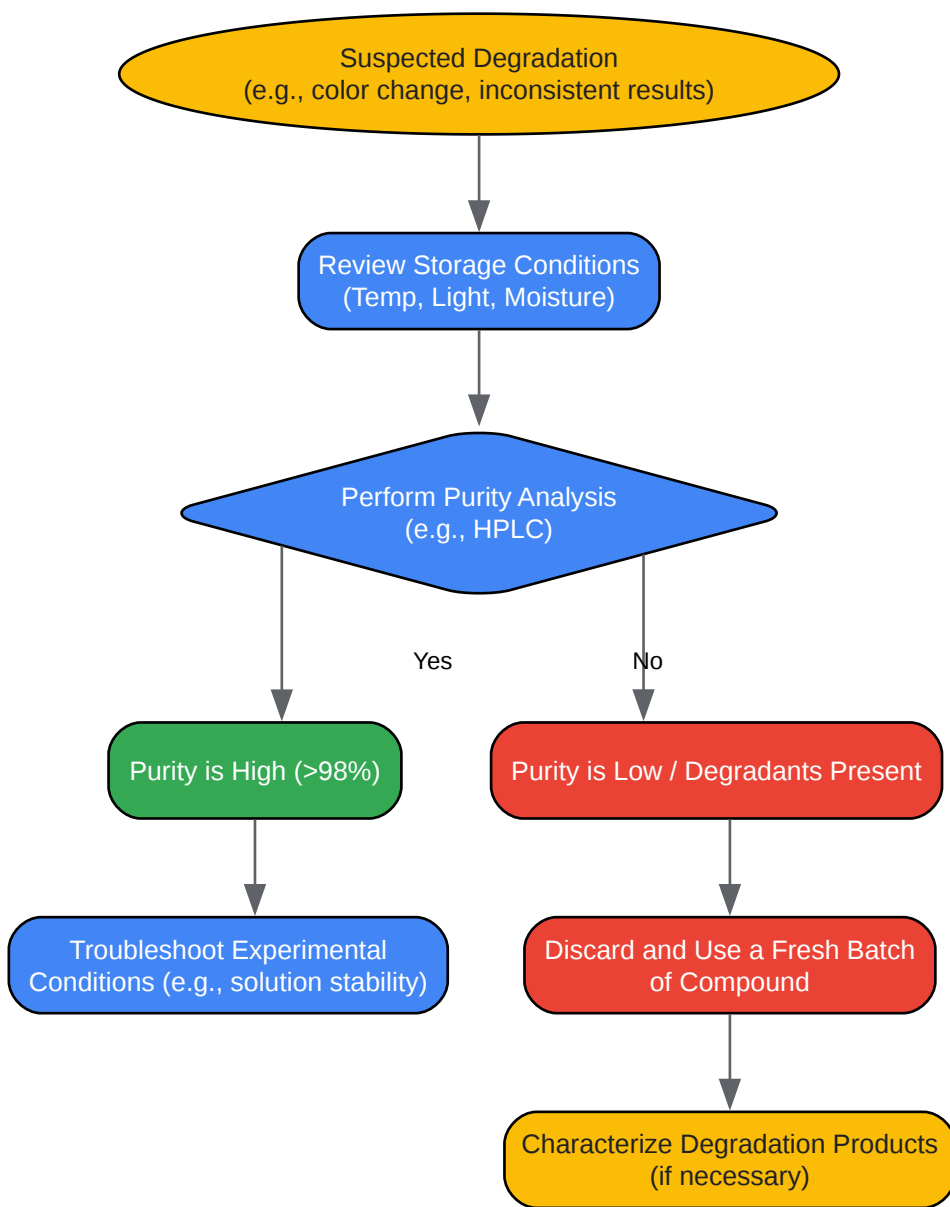 Suspected Degradation
(e.g., color change, inconsistent results)
Review Storage Conditions
(Temp, Light, Moisture)
Perform Purity Analysis
(e.g., HPLC)
Yes
No
Purity is High (>98%)
Purity is Low / Degradants Present
Troubleshoot Experimental
Conditions (e.g., solution stability)
Discard and Use a Fresh Batch
of Compound
Characterize Degradation Products
(if necessary)